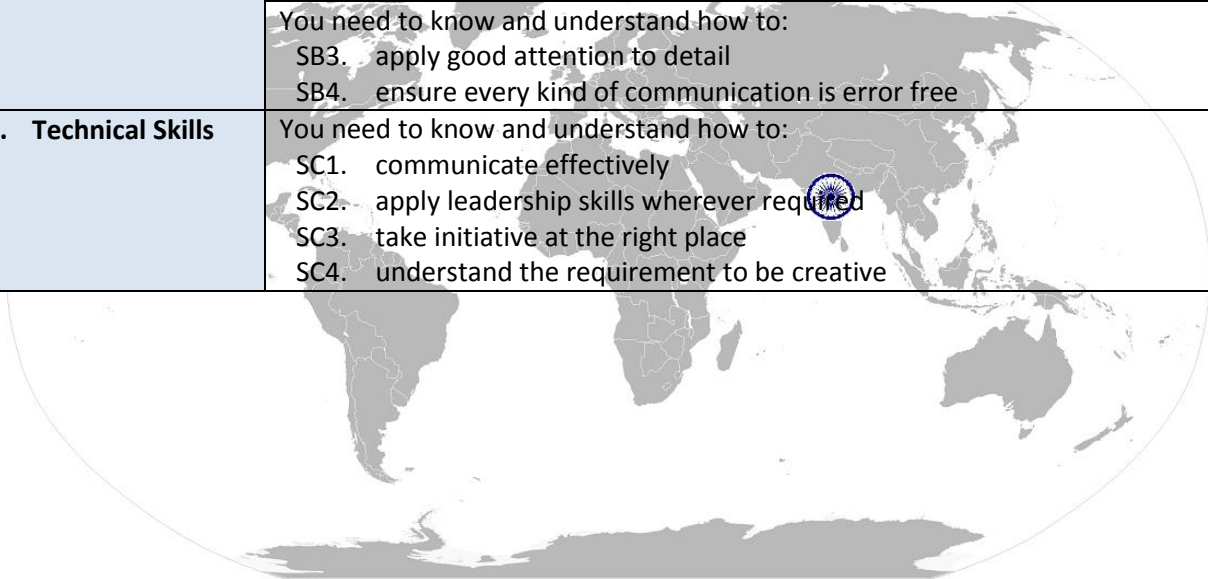 You need to know and understand how to:
SB3. apply good attention to detail
SB4. ensure every kind of communication is error free
. Technical Skills
You need to know and understand how to:
SC1. communicate effectively
SC2. apply leadership skills wherever required
SC3. take initiative at the right place
SC4. understand the requirement to be creative